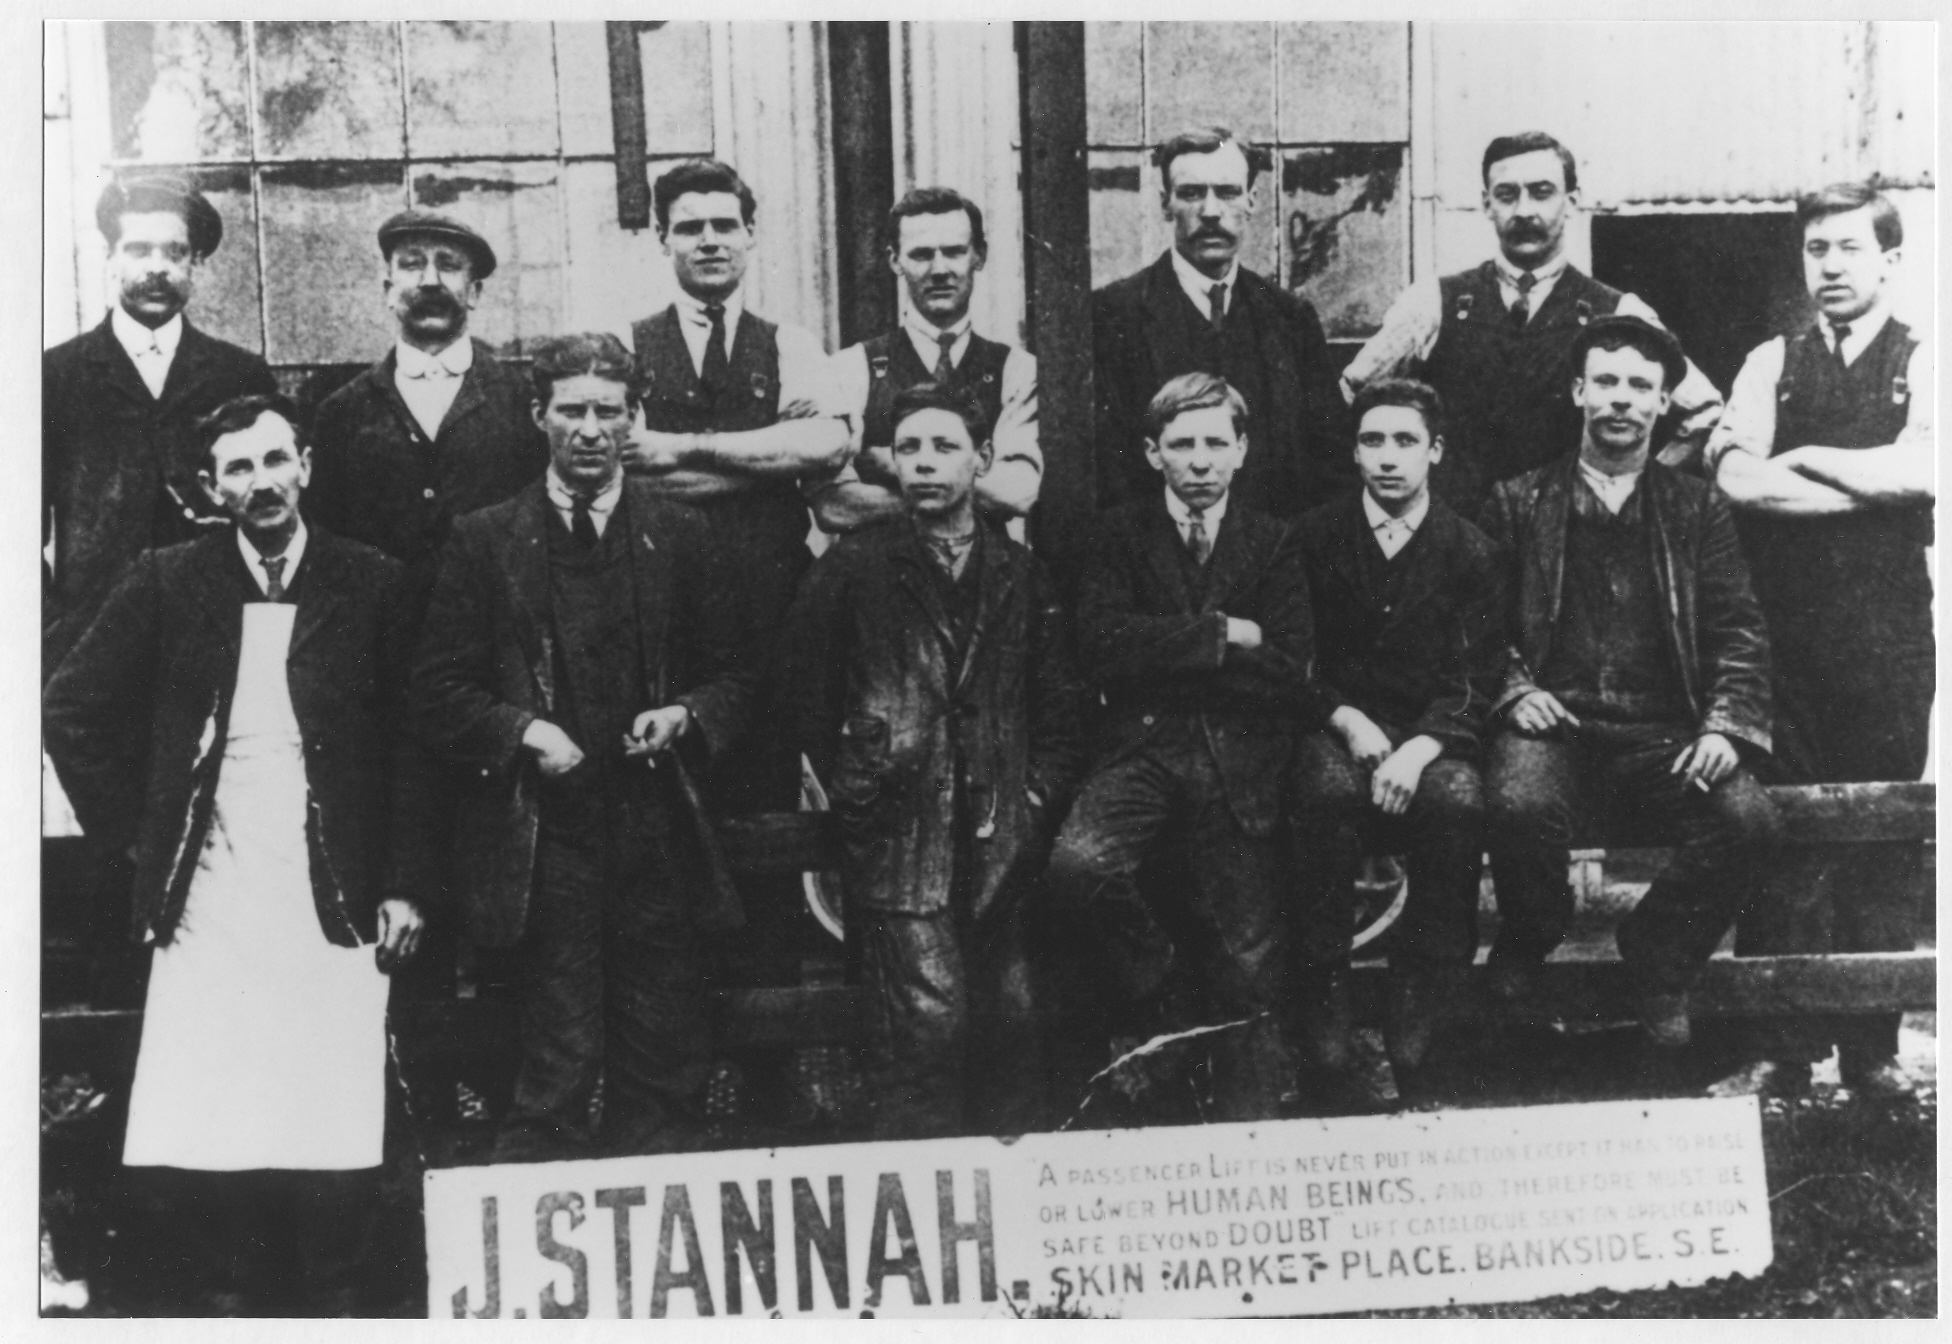 J. STANNAH.
"A PASSENGER LIFT IS NEVER PUT IN ACTION EXCEPT IT HAS TO RAISE
OR LOWER HUMAN BEINGS, AND THEREFORE MUST BE
SAFE BEYOND DOUBT" LIFT CATALOGUE SENT ON APPLICATION
SKIN MARKET PLACE. BANKSIDE. S.E.